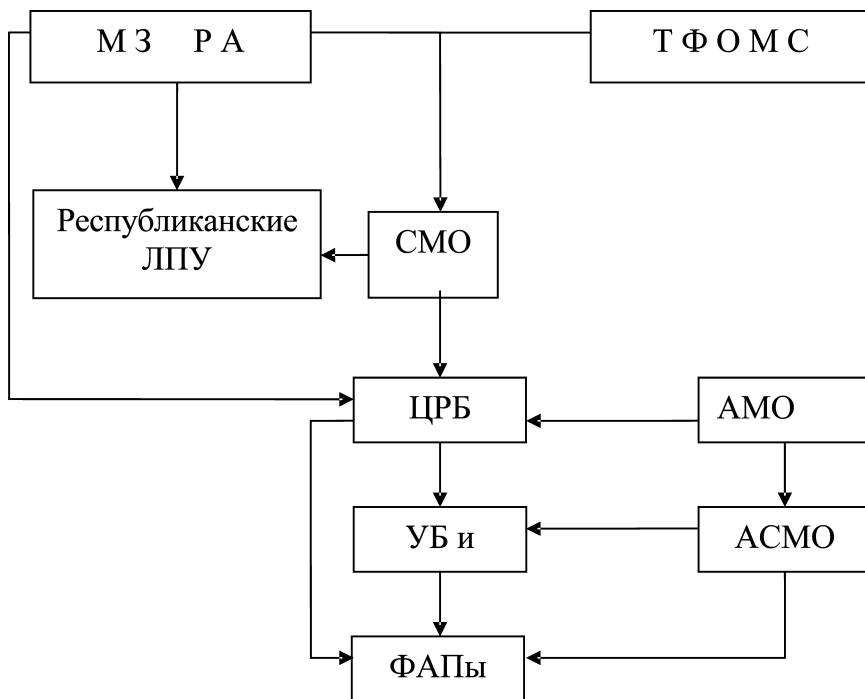 М З Р А
Т Ф О М С
Республиканские
ЛПУ
СМО
ЦРБ
АМО
УБ и
АСМО
ФАПы